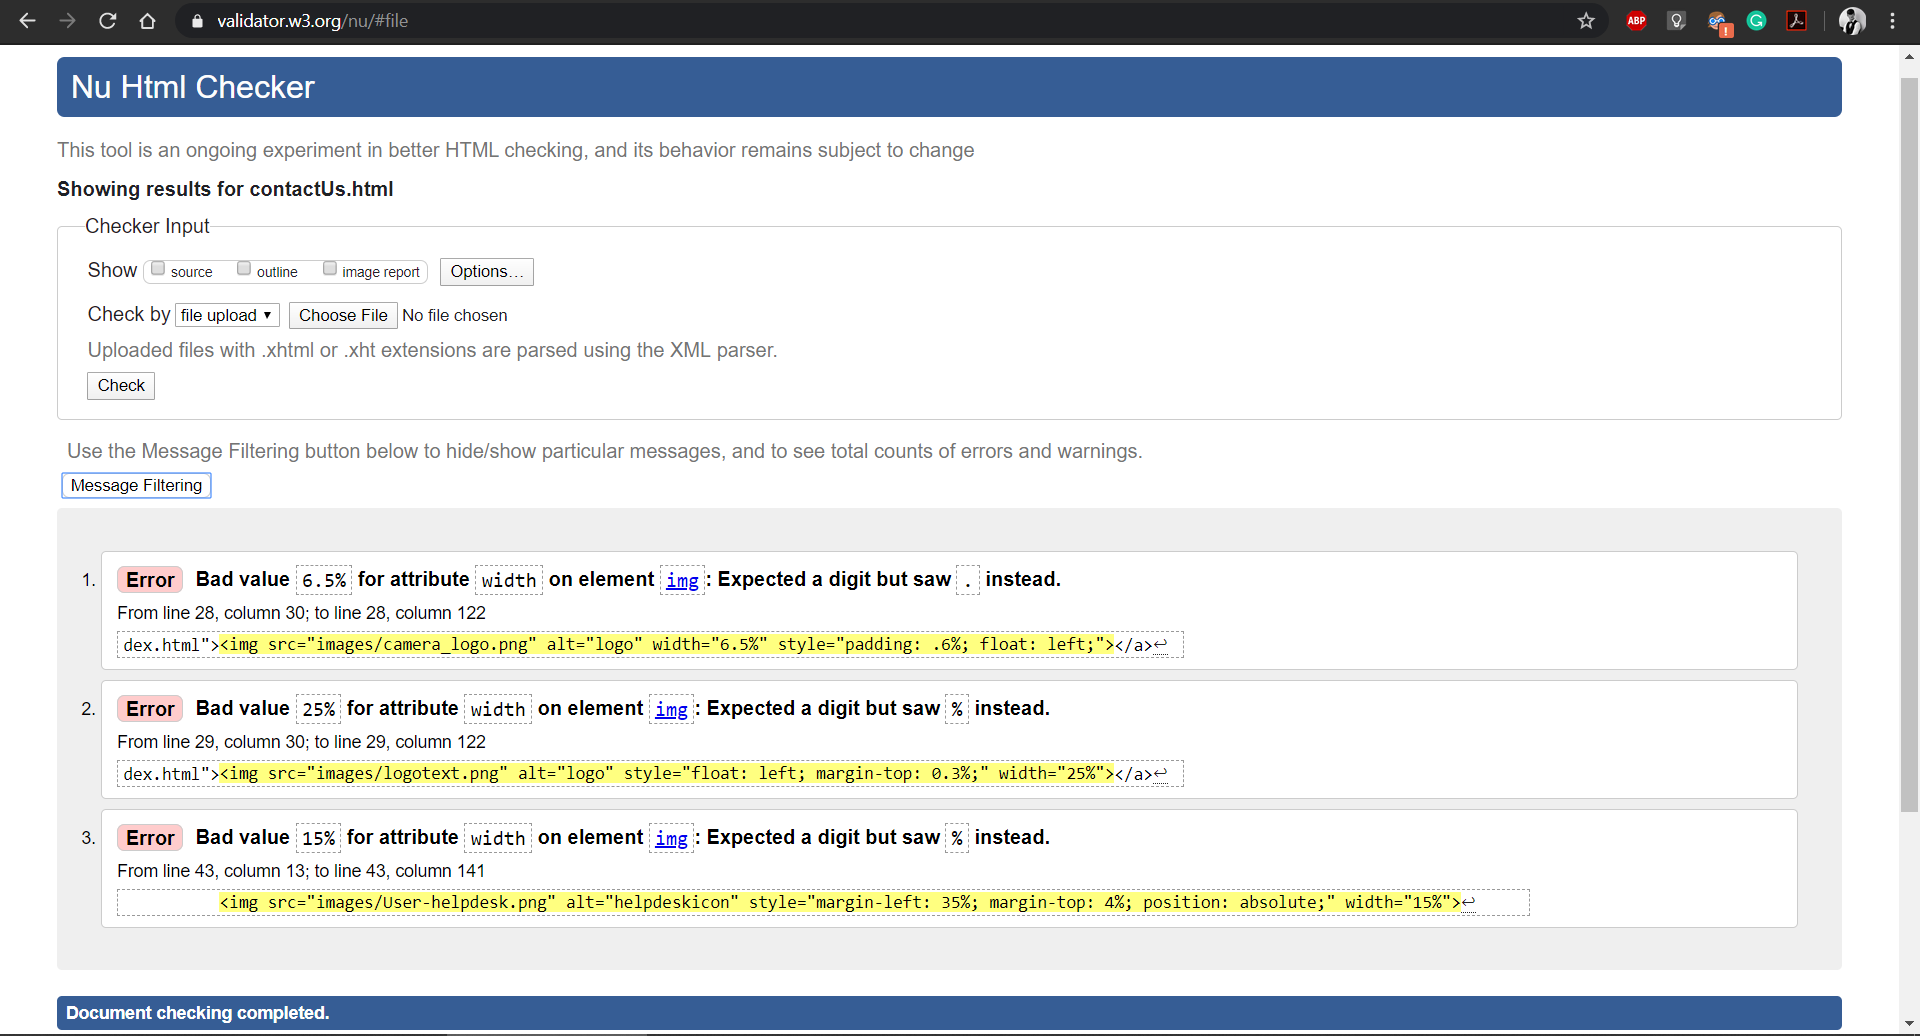 validator.w3.org/nu/#file
ABP
Nu Html Checker
This tool is an ongoing experiment in better HTML checking, and its behavior remains subject to change
Showing results for contactUs.html
Checker Input
Show source outline image report Options...
Check by file upload Choose File No file chosen
Uploaded files with .xhtml or .xht extensions are parsed using the XML parser.
Check
Use the Message Filtering button below to hide/show particular messages, and to see total counts of errors and warnings.
Message Filtering
1. Error Bad value 6.5% for attribute width on element img: Expected a digit but saw . instead.
From line 28, column 30; to line 28, column 122
dex.html"><img src="images/camera_logo.png" alt="logo" width="6.5%" style="padding: .6%; float: left;"></a>↩
2. Error Bad value 25% for attribute width on element img: Expected a digit but saw % instead.
From line 29, column 30; to line 29, column 122
dex.html"><img src="images/logotext.png" alt="logo" style="float: left; margin-top: 0.3%;" width="25%"></a>↩
3. Error Bad value 15% for attribute width on element img: Expected a digit but saw % instead.
From line 43, column 13; to line 43, column 141
<img src="images/User-helpdesk.png" alt="helpdeskicon" style="margin-left: 35%; margin-top: 4%; position: absolute;" width="15%">↩
Document checking completed.